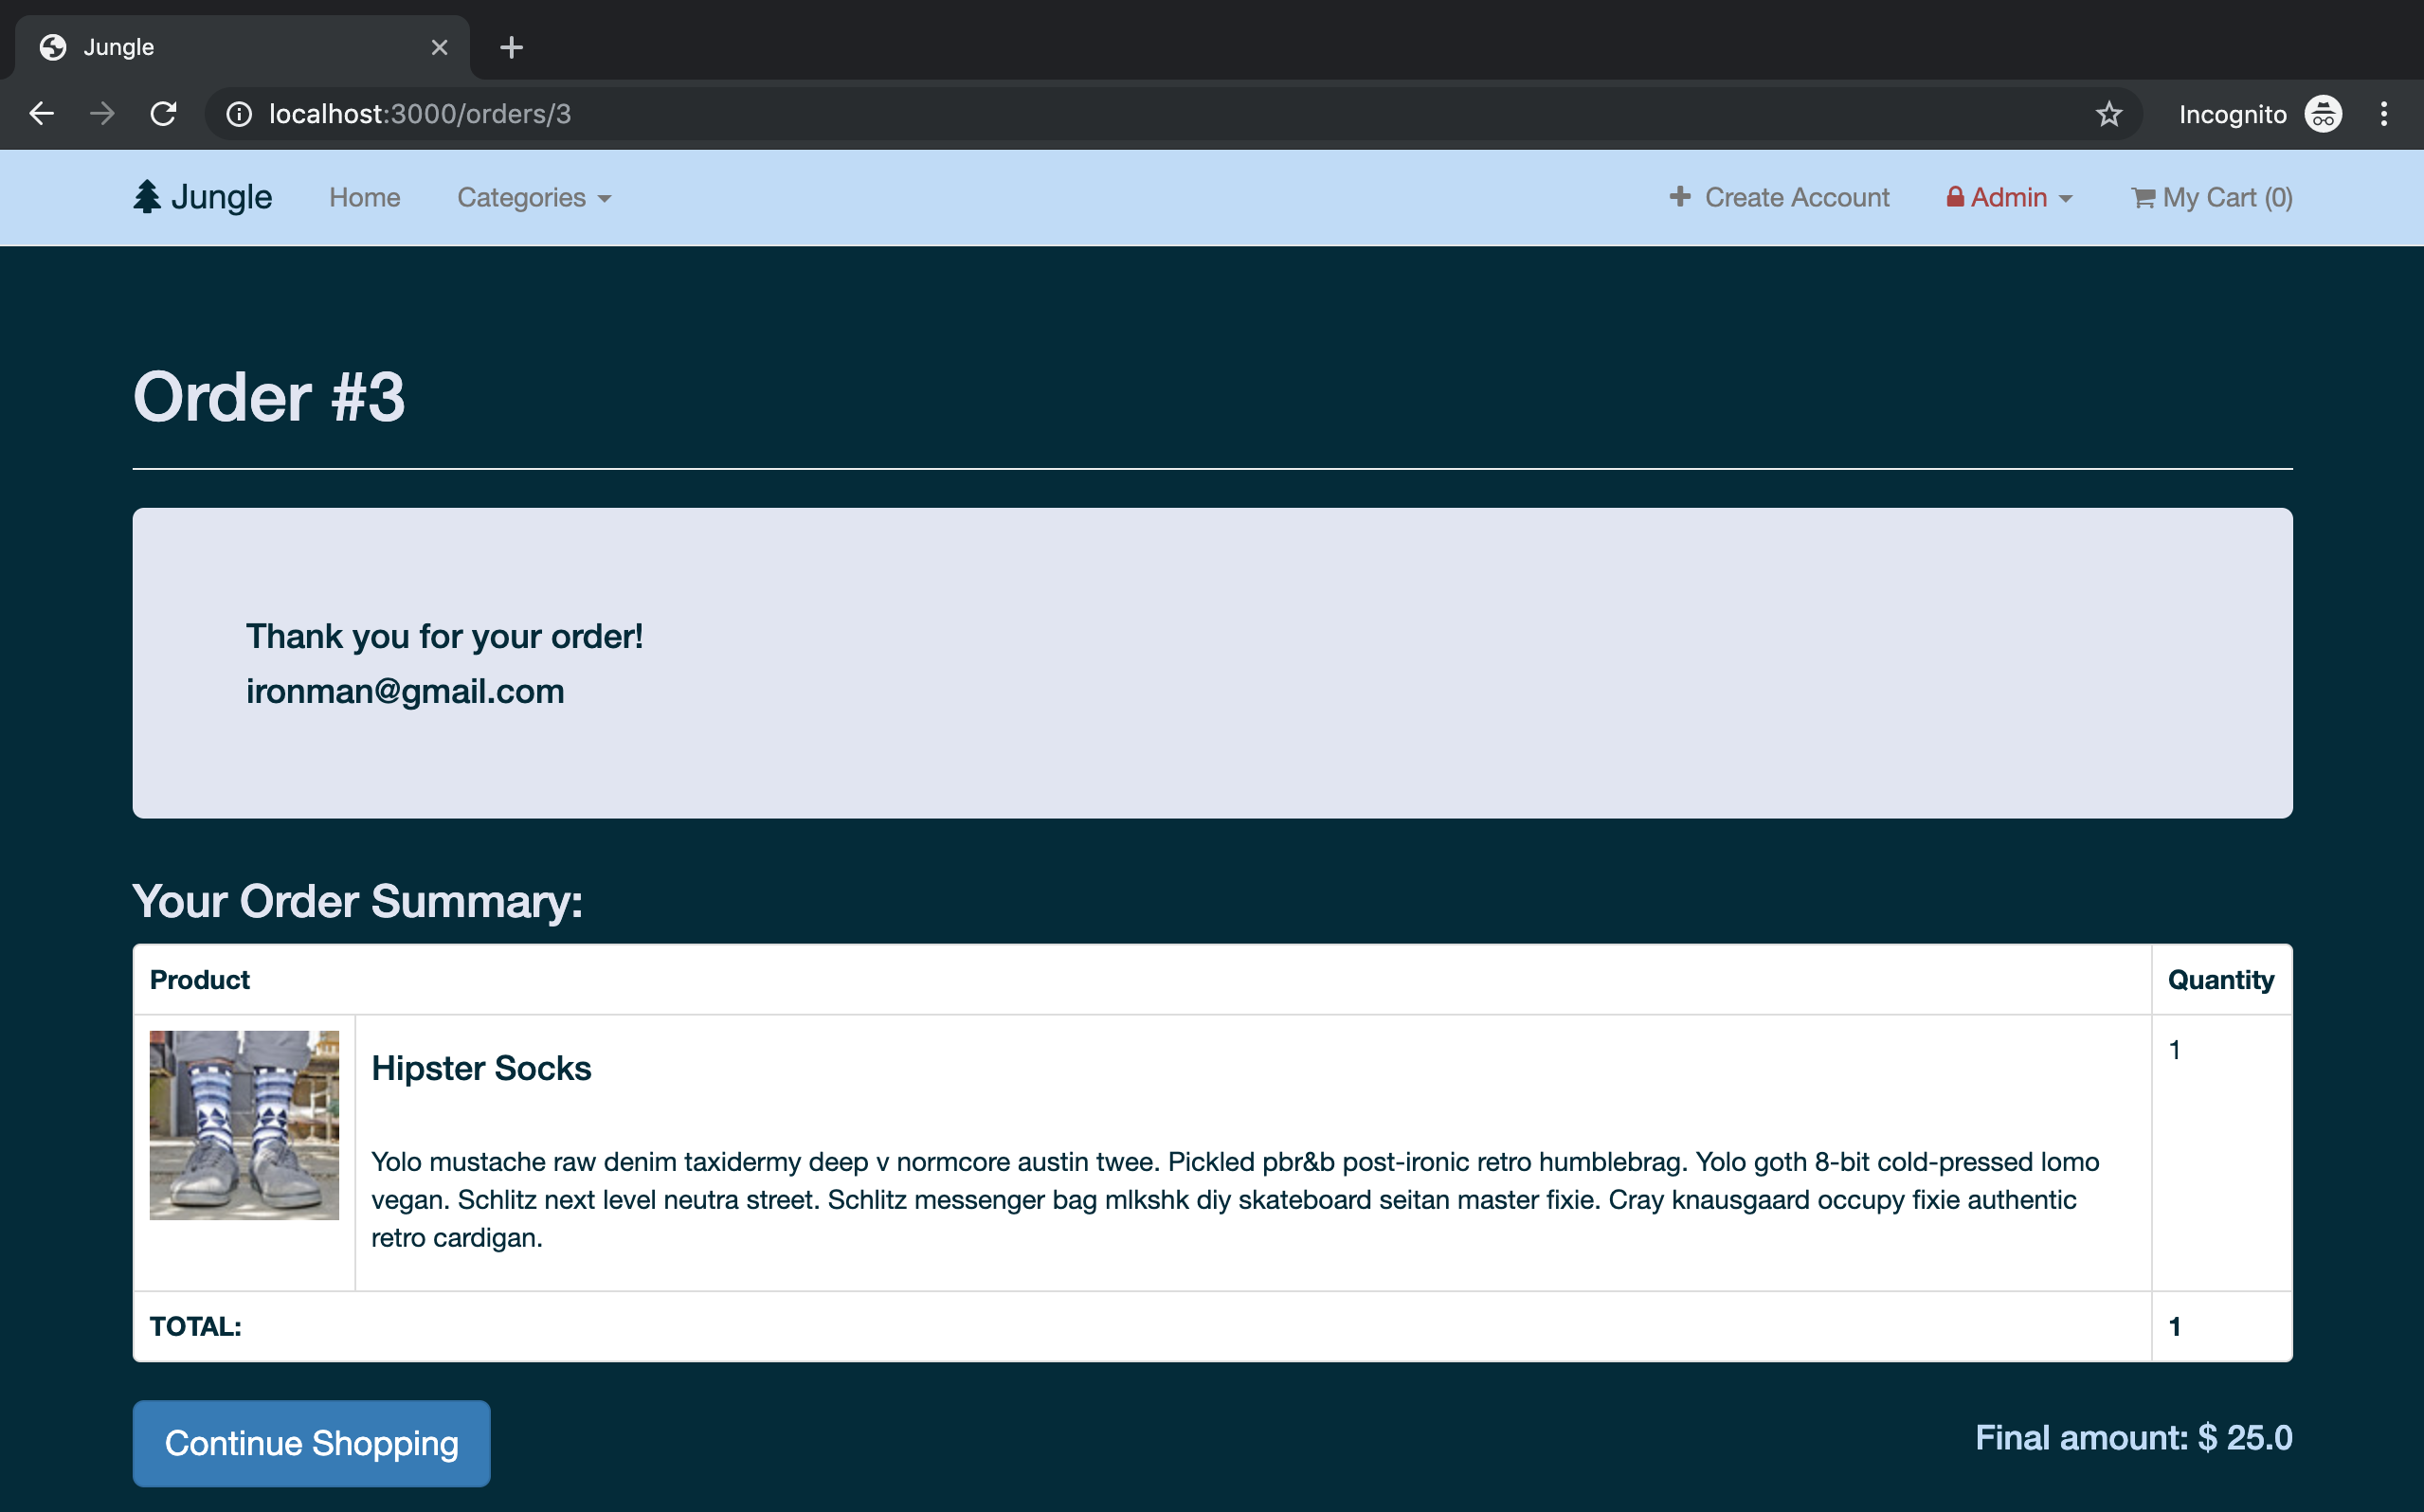 Jungle
localhost:3000/orders/3
Incognito
Jungle Home Categories Create Account Admin My Cart (0)
Order #3
Thank you for your order!
ironman@gmail.com
Your Order Summary:
Product Quantity
Hipster Socks 1
Yolo mustache raw denim taxidermy deep v normcore austin twee. Pickled pbr&b post-ironic retro humblebrag. Yolo goth 8-bit cold-pressed lomo
vegan. Schlitz next level neutra street. Schlitz messenger bag mlkshk diy skateboard seitan master fixie. Cray knausgaard occupy fixie authentic
retro cardigan.
TOTAL: 1
Continue Shopping Final amount: $ 25.0